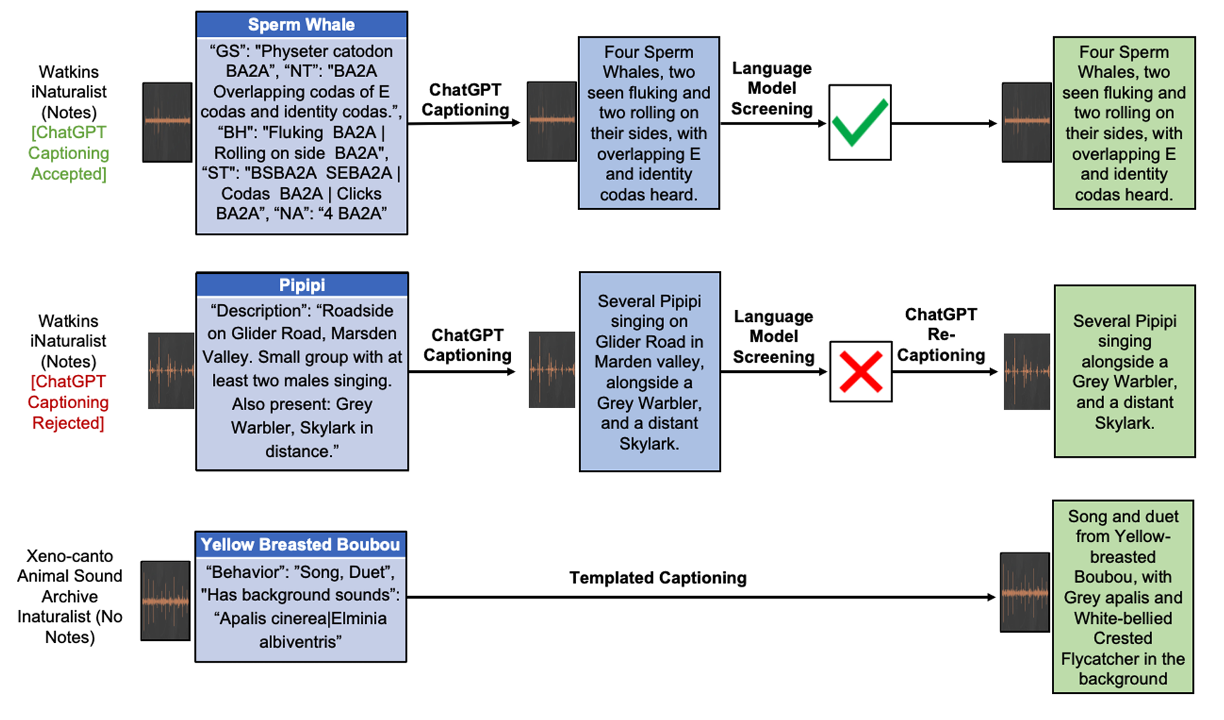 Watkins
iNaturalist
(Notes)
[ChatGPT
Captioning
Accepted]
Sperm Whale
“GS”: "Physeter catodon
BA2A”, “NT”: "BA2A
Overlapping codas of E
codas and identity codas.”,
“BH": "Fluking BA2A |
Rolling on side BA2A",
“ST": "BSBA2A SEBA2A |
Codas BA2A | Clicks
BA2A”, “NA”: “4 BA2A”
ChatGPT
Captioning
Four Sperm
Whales, two
seen fluking and
two rolling on
their sides, with
overlapping E
and identity
codas heard.
Language
Model
Screening
Four Sperm
Whales, two
seen fluking and
two rolling on
their sides, with
overlapping E
and identity
codas heard.
Watkins
iNaturalist
(Notes)
[ChatGPT
Captioning
Rejected]
Pipipi
“Description”: “Roadside
on Glider Road, Marsden
Valley. Small group with at
least two males singing.
Also present: Grey
Warbler, Skylark in
distance.”
ChatGPT
Captioning
Several Pipipi
singing on
Glider Road in
Marden valley,
alongside a
Grey Warbler,
and a distant
Skylark.
Language
Model
Screening
ChatGPT
Re-
Captioning
Several Pipipi
singing
alongside a
Grey Warbler,
and a distant
Skylark.
Xeno-canto
Animal Sound
Archive
Inaturalist (No
Notes)
Yellow Breasted Boubou
“Behavior”: ”Song, Duet”,
"Has background sounds”:
“Apalis cinerea|Elminia
albiventris”
Templated Captioning
Song and duet
from Yellow-
breasted
Boubou, with
Grey apalis and
White-bellied
Crested
Flycatcher in the
background